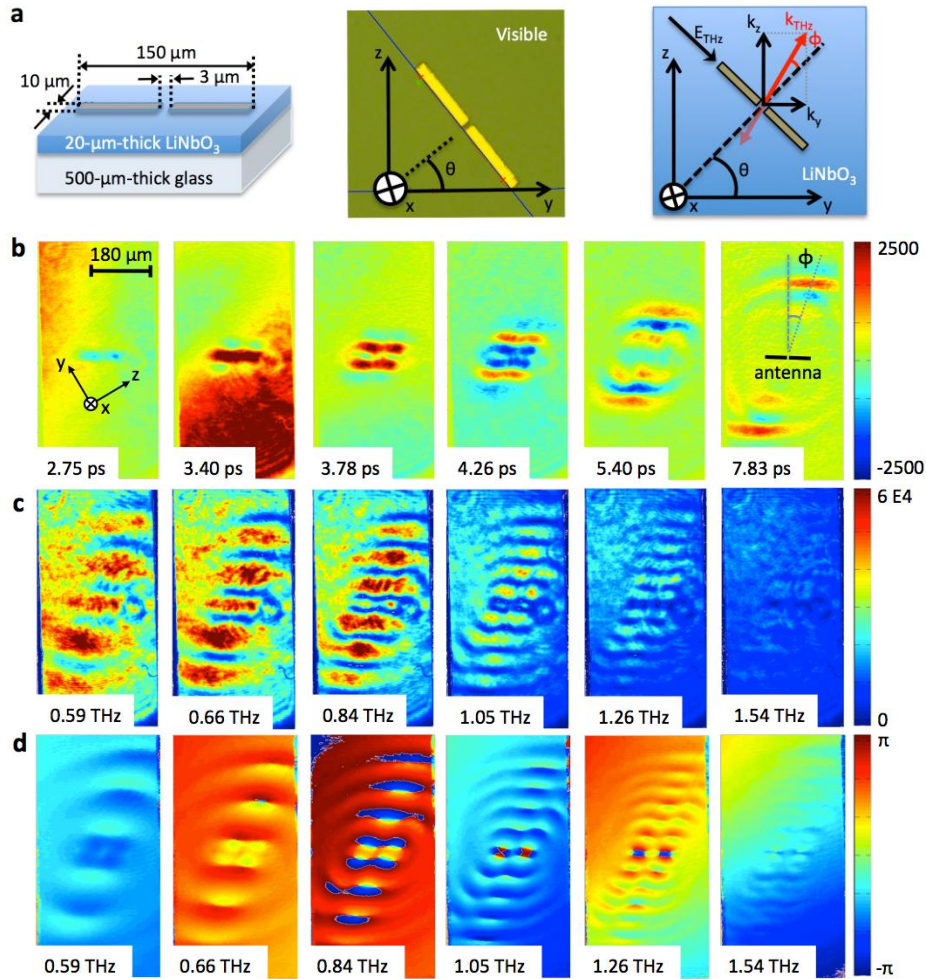 a
150 µm
10 µm
3 µm
20-µm-thick LiNbO3
500-µm-thick glass
Visible
z
θ
x
y
kz
kTHz
ETHz
ϕ
z
ky
θ
LiNbO3
x
y
b
180 µm
y
z
x
ϕ
antenna
2500
-2500
2.75 ps
3.40 ps
3.78 ps
4.26 ps
5.40 ps
7.83 ps
c
6 E4
0
0.59 THz
0.66 THz
0.84 THz
1.05 THz
1.26 THz
1.54 THz
d
π
-π
0.59 THz
0.66 THz
0.84 THz
1.05 THz
1.26 THz
1.54 THz